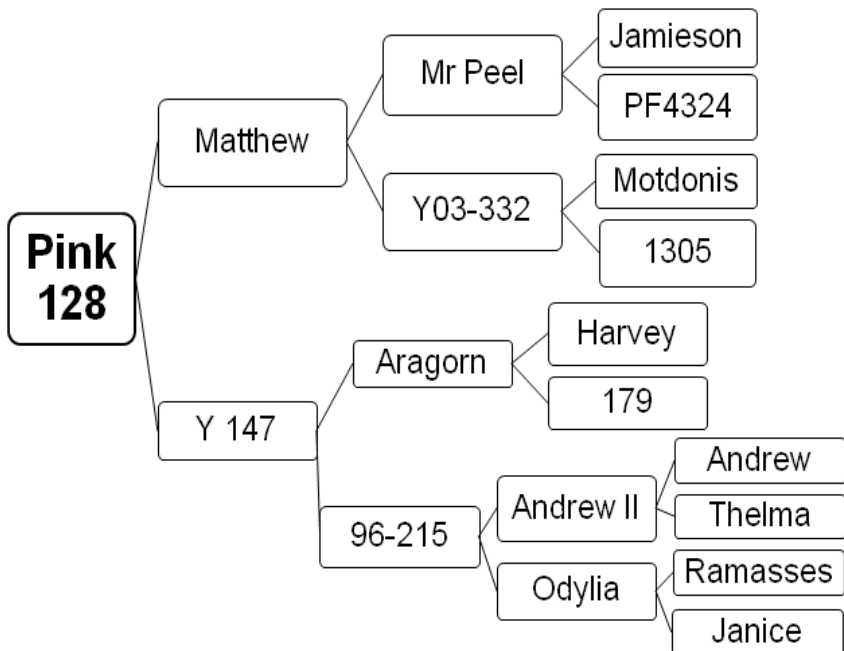 Jamieson
Mr Peel
PF4324
Matthew
Motdonis
Y03-332
1305
Pink
128
Harvey
Aragorn
179
Y 147
Andrew
Andrew II
Thelma
96-215
Ramasses
Odylia
Janice